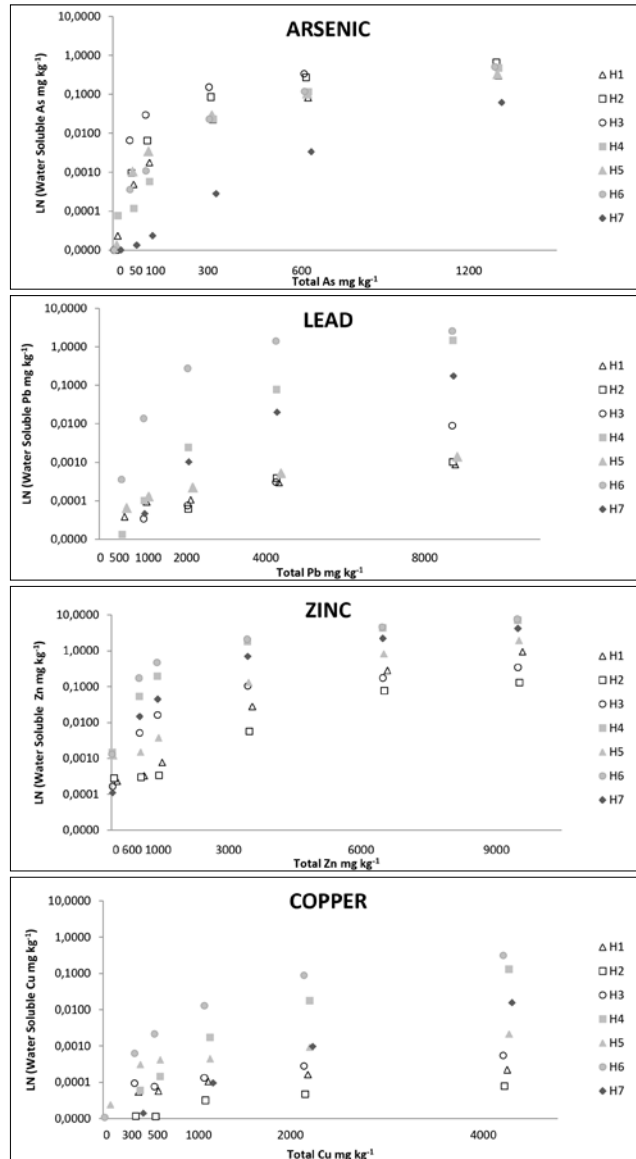 ARSENIC
LN (Water Soluble As mg kg⁻¹)
10,0000
1,0000
0,1000
0,0100
0,0010
0,0001
0,0000
0 50 100 300 600 1200
Total As mg kg⁻¹
H1
H2
H3
H4
H5
H6
H7
LEAD
LN (Water Soluble Pb mg kg⁻¹)
10,0000
1,0000
0,1000
0,0100
0,0010
0,0001
0,0000
0 500 1000 2000 4000 8000
Total Pb mg kg⁻¹
H1
H2
H3
H4
H5
H6
H7
ZINC
LN (Water Soluble Zn mg kg⁻¹)
10,0000
1,0000
0,1000
0,0100
0,0010
0,0001
0,0000
0 600 1000 3000 6000 9000
Total Zn mg kg⁻¹
H1
H2
H3
H4
H5
H6
H7
COPPER
LN (Water Soluble Cu mg kg⁻¹)
10,0000
1,0000
0,1000
0,0100
0,0010
0,0001
0,0000
0 300 500 1000 2000 4000
Total Cu mg kg⁻¹
H1
H2
H3
H4
H5
H6
H7